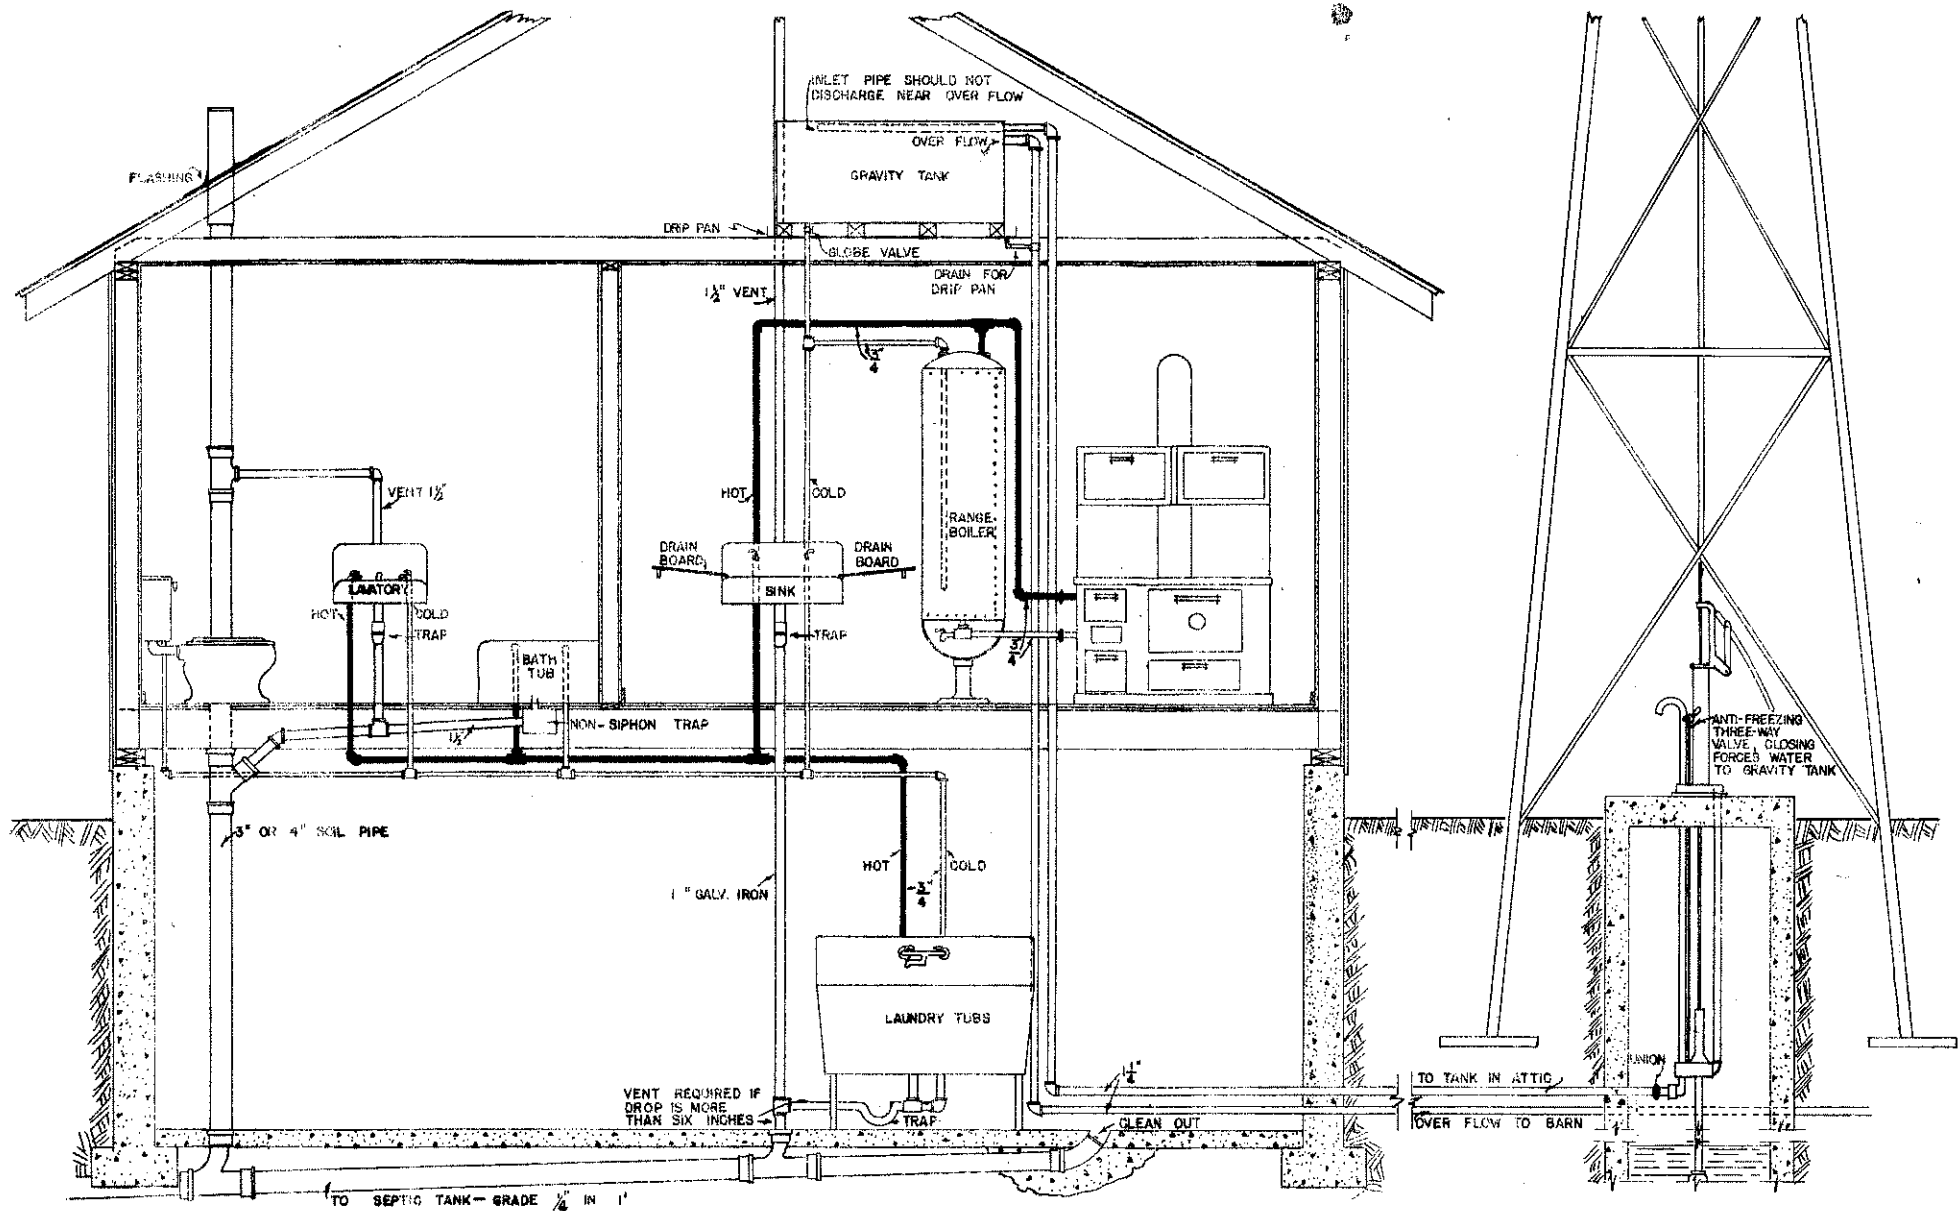 INLET PIPE SHOULD NOT
DISCHARGE NEAR OVER FLOW
OVER FLOW
GRAVITY TANK
FLASHING
DRIP PAN
GLOBE VALVE
DRAIN FOR
DRIP PAN
1½" VENT
¾"
VENT 1½"
HOT
COLD
RANGE
BOILER
DRAIN
BOARD
DRAIN
BOARD
LAVATORY
SINK
HOT
COLD
TRAP
TRAP
¾"
BATH
TUB
NON-SIPHON TRAP
1½"
ANTI-FREEZING
THREE-WAY
VALVE, CLOSING
FORCES WATER
TO GRAVITY TANK
3" OR 4" SOIL PIPE
HOT
COLD
¾"
1 " GALV. IRON
LAUNDRY TUBS
UNION
1¼"
TO TANK IN ATTIC
VENT REQUIRED IF
DROP IS MORE
THAN SIX INCHES
TRAP
CLEAN OUT
OVER FLOW TO BARN
TO SEPTIC TANK — GRADE ¼" IN 1'